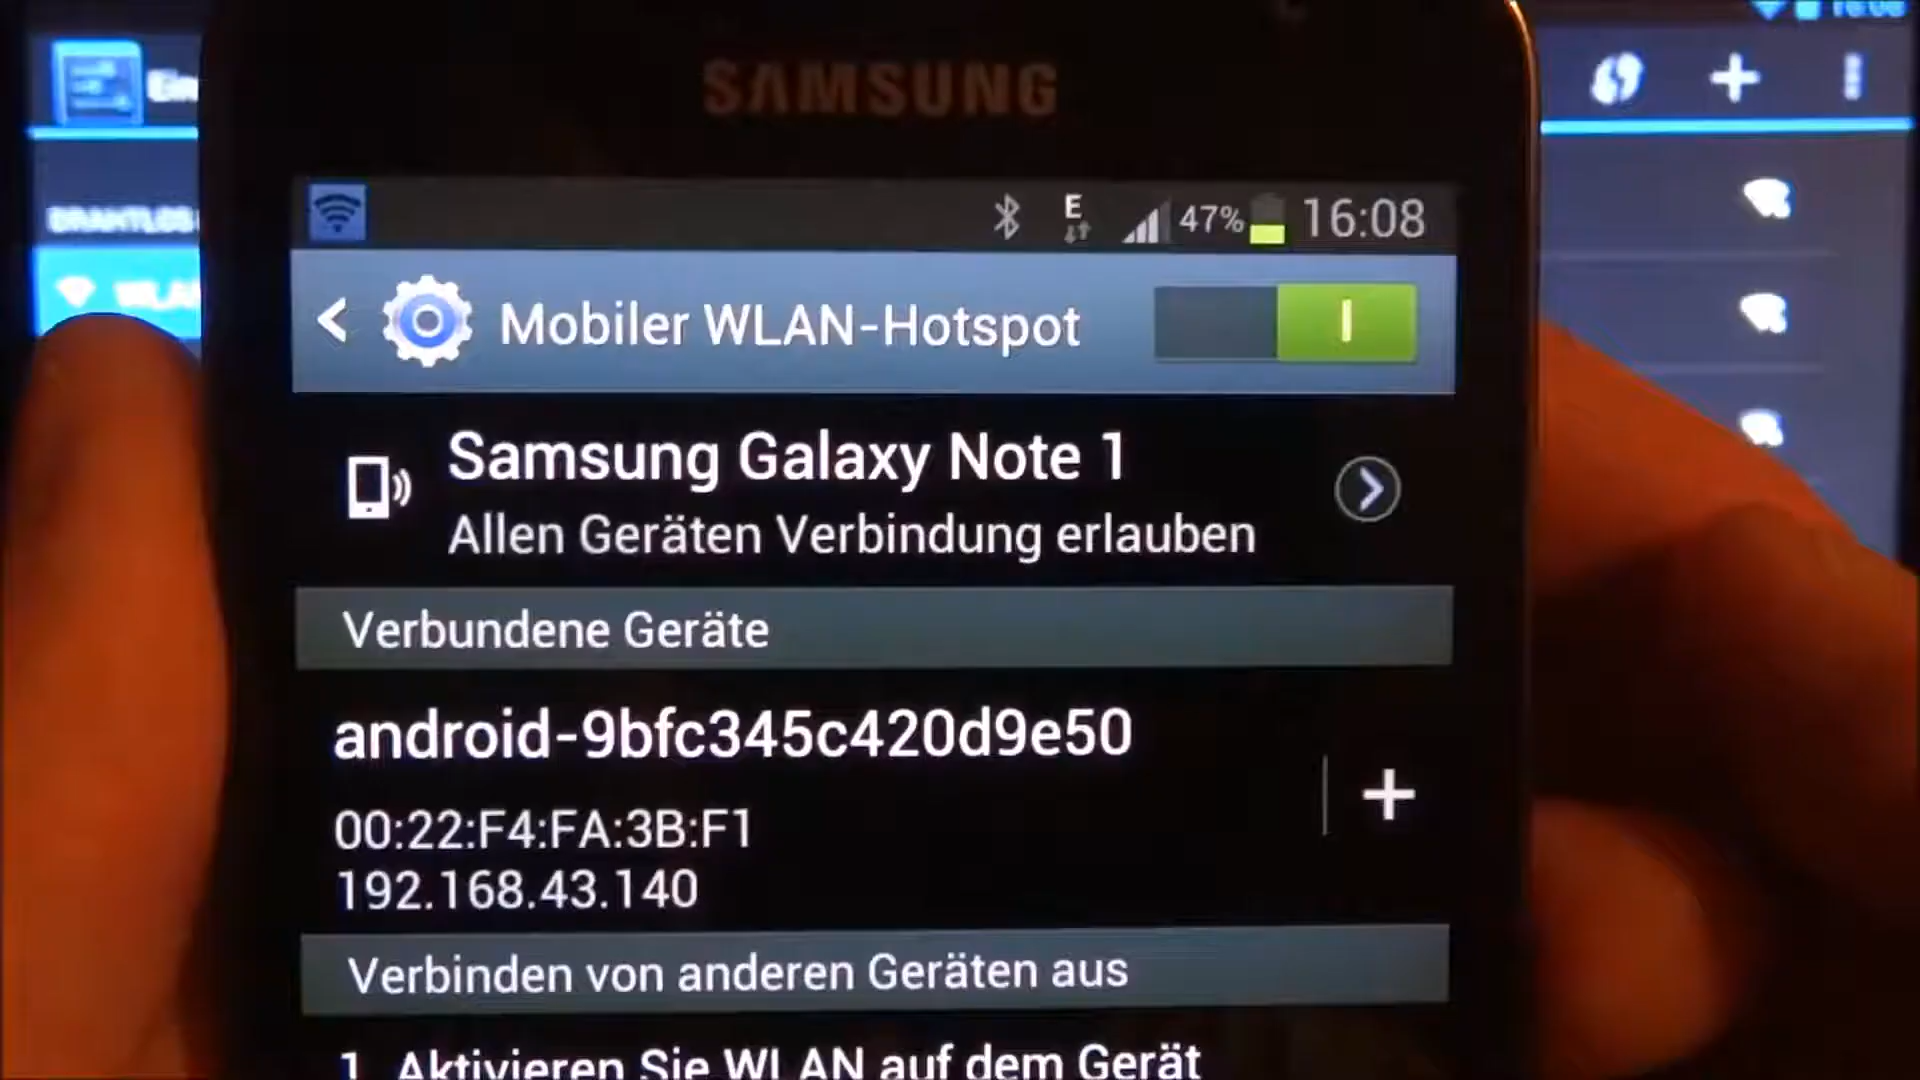 SAMSUNG
E
47%
16:08
Mobiler WLAN-Hotspot
Samsung Galaxy Note 1
Allen Geräten Verbindung erlauben
Verbundene Geräte
android-9bfc345c420d9e50
00:22:F4:FA:3B:F1
192.168.43.140
Verbinden von anderen Geräten aus
1. Aktivieren Sie WLAN auf dem Gerät